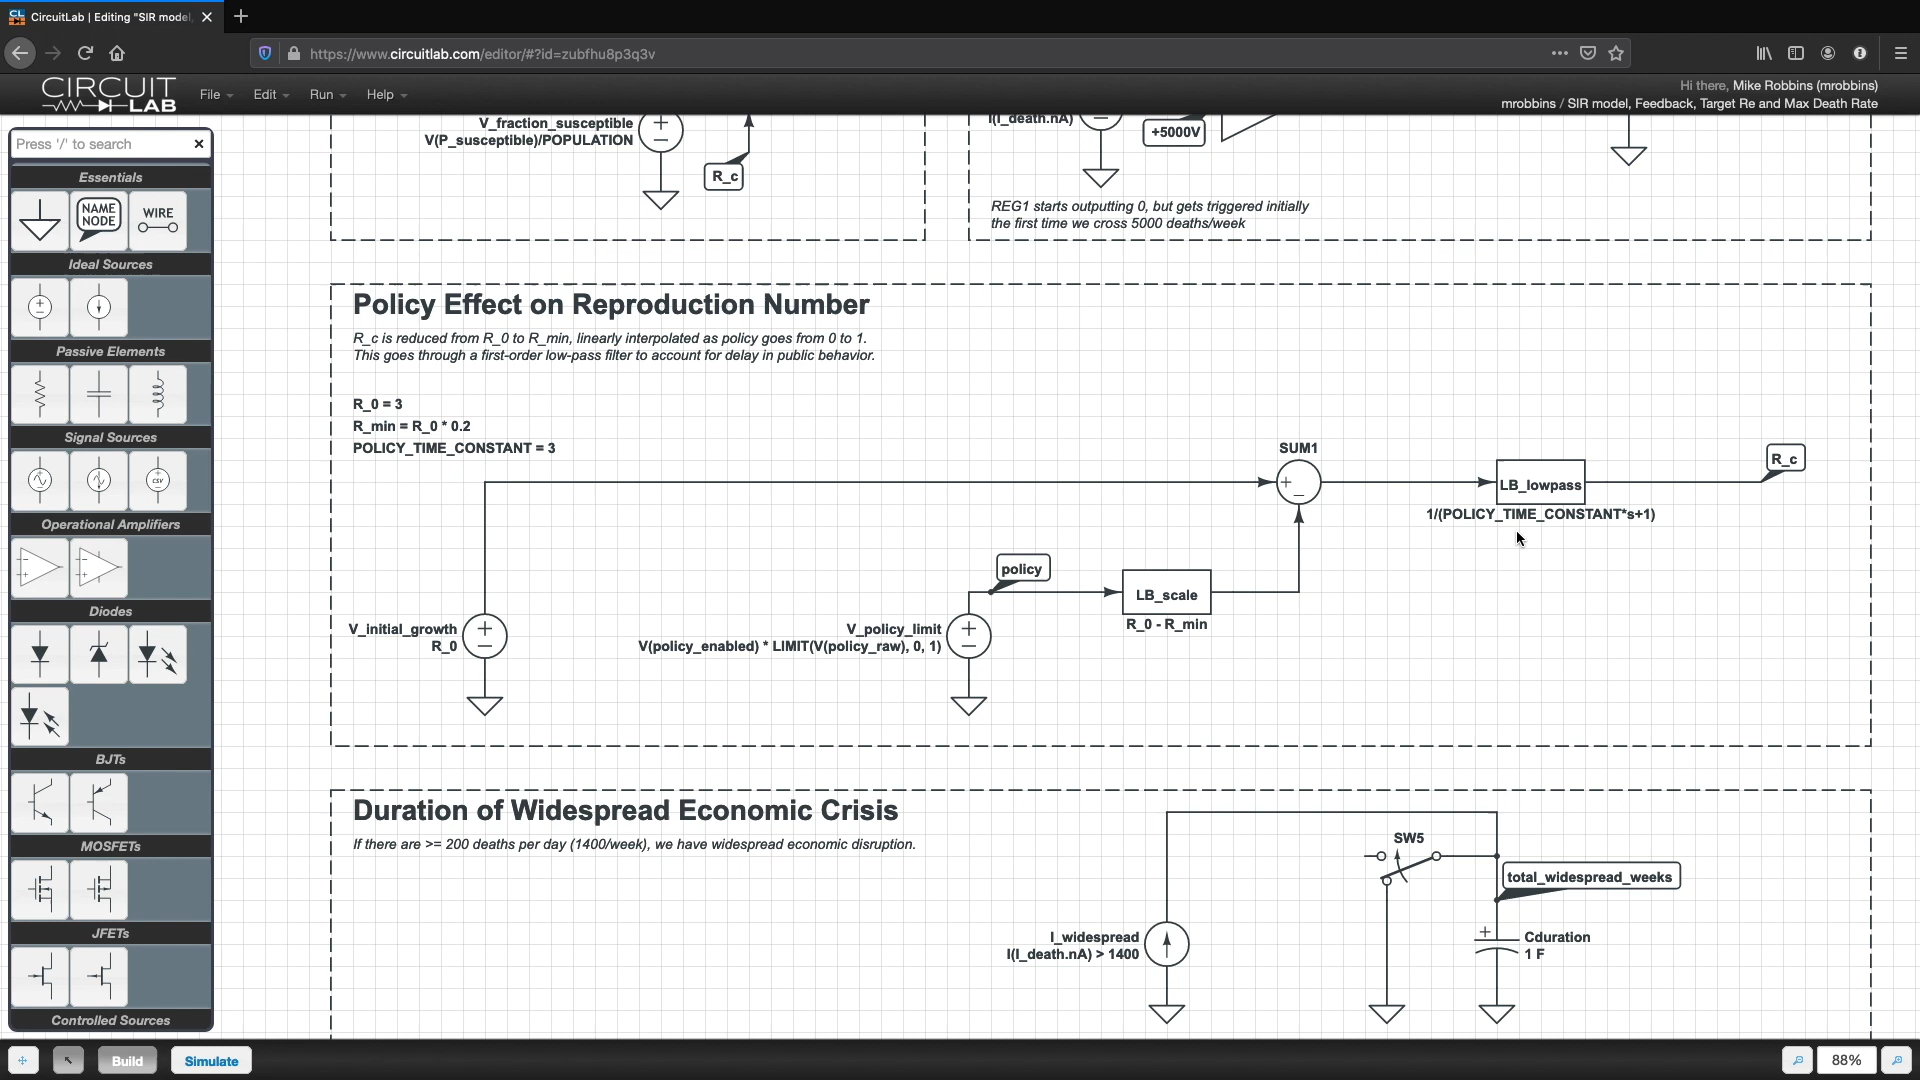 CircuitLab | Editing "SIR model,
https://www.circuitlab.com/editor/#?id=zubfhu8p3q3v
CIRCUIT
LAB
File
Edit
Run
Help
Hi there, Mike Robbins (mrobbins)
mrobbins / SIR model, Feedback, Target Re and Max Death Rate
Press '/' to search
Essentials
NAME
NODE
WIRE
Ideal Sources
Passive Elements
Signal Sources
csv
Operational Amplifiers
Diodes
BJTs
MOSFETs
JFETs
Controlled Sources
V_fraction_susceptible
V(P_susceptible)/POPULATION
R_c
I(I_death.nA)
+5000V
REG1 starts outputting 0, but gets triggered initially
the first time we cross 5000 deaths/week
Policy Effect on Reproduction Number
R_c is reduced from R_0 to R_min, linearly interpolated as policy goes from 0 to 1.
This goes through a first-order low-pass filter to account for delay in public behavior.
R_0 = 3
R_min = R_0 * 0.2
POLICY_TIME_CONSTANT = 3
SUM1
LB_lowpass
1/(POLICY_TIME_CONSTANT*s+1)
R_c
policy
LB_scale
R_0 - R_min
V_initial_growth
R_0
V_policy_limit
V(policy_enabled) * LIMIT(V(policy_raw), 0, 1)
Duration of Widespread Economic Crisis
If there are >= 200 deaths per day (1400/week), we have widespread economic disruption.
SW5
total_widespread_weeks
I_widespread
I(I_death.nA) > 1400
Cduration
1 F
Build
Simulate
88%